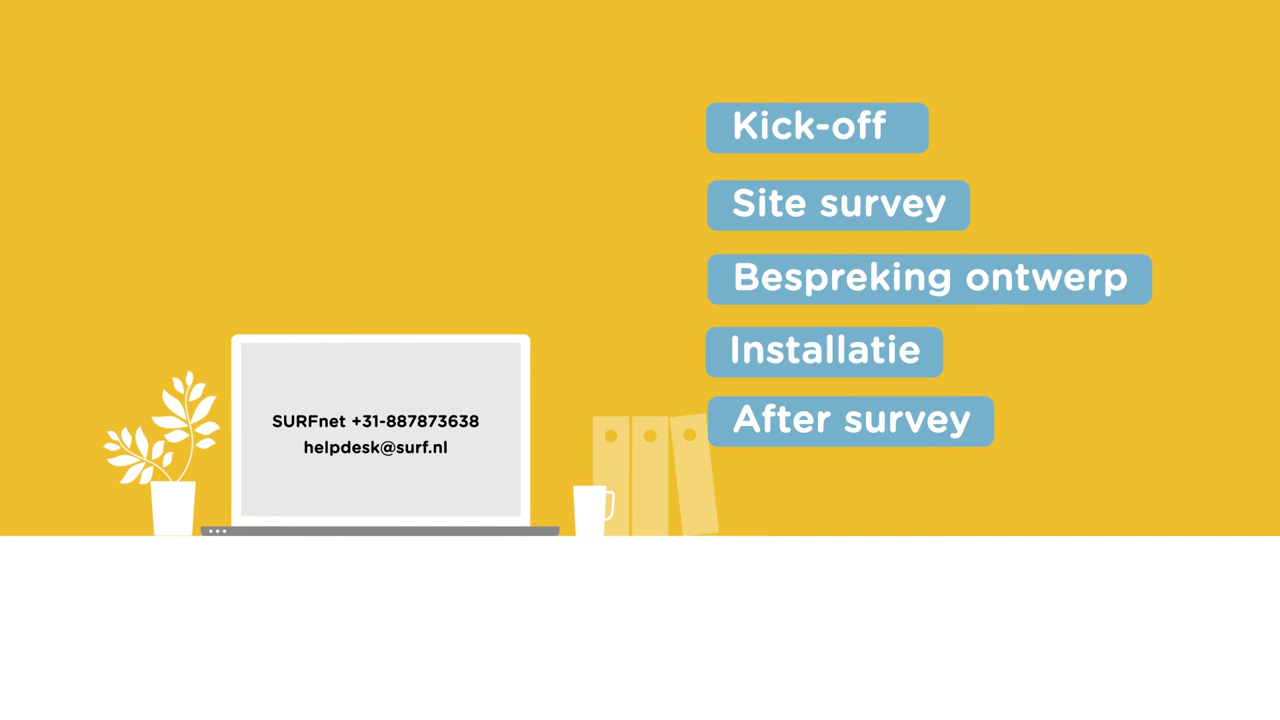 Kick-off
Site survey
Bespreking ontwerp
Installatie
After survey
SURFnet +31-887873638
helpdesk@surf.nl